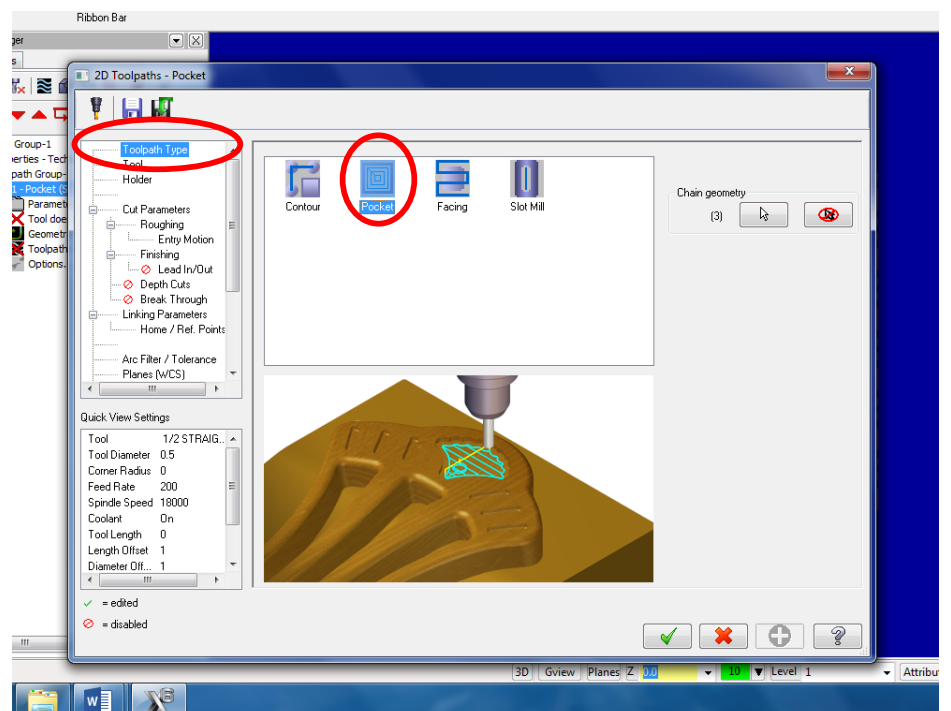 Ribbon Bar
ger
s
2D Toolpaths - Pocket
Group-1
erties - Tech
path Group-
1 - Pocket (S
Paramet
Tool doe
Geometr
Toolpath
Options.
Toolpath Type
Tool
Holder
Cut Parameters
Roughing
Entry Motion
Finishing
Lead In/Out
Depth Cuts
Break Through
Linking Parameters
Home / Ref. Points
Arc Filter / Tolerance
Planes (WCS)
Contour
Pocket
Facing
Slot Mill
Chain geometry
(3)
Quick View Settings
Tool 1/2 STRAIG..
Tool Diameter 0.5
Corner Radius 0
Feed Rate 200
Spindle Speed 18000
Coolant On
Tool Length 0
Length Offset 1
Diameter Off... 1
= edited
= disabled
3D Gview Planes Z 0.0 10 Level 1 Attribu
W